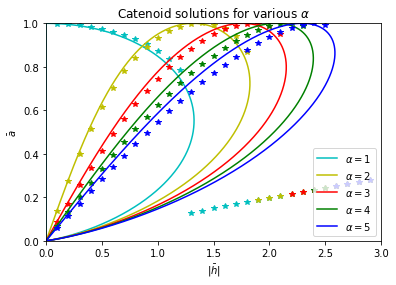 Catenoid solutions for various α
1.0
0.8
0.6
0.4
0.2
0.0
ā
0.0 0.5 1.0 1.5 2.0 2.5 3.0
|h̄|
α = 1
α = 2
α = 3
α = 4
α = 5